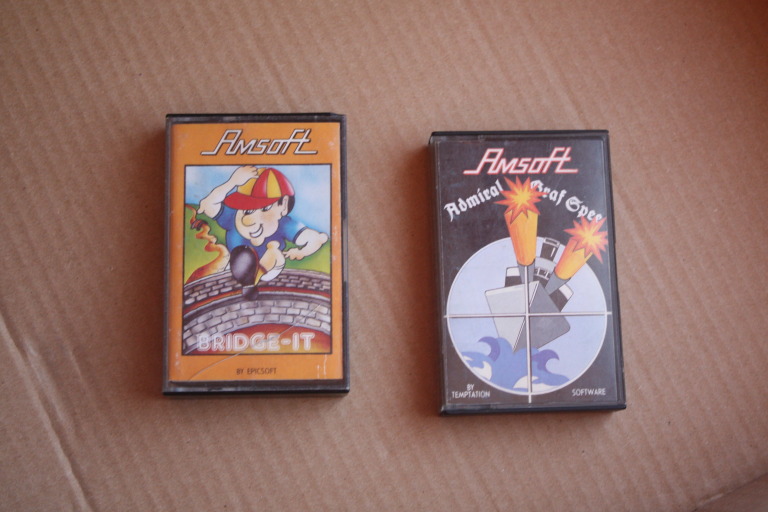 Amsoft
BRIDGE-IT
BY EPICSOFT
Amsoft
Admiral Graf Spee
BY
TEMPTATION SOFTWARE